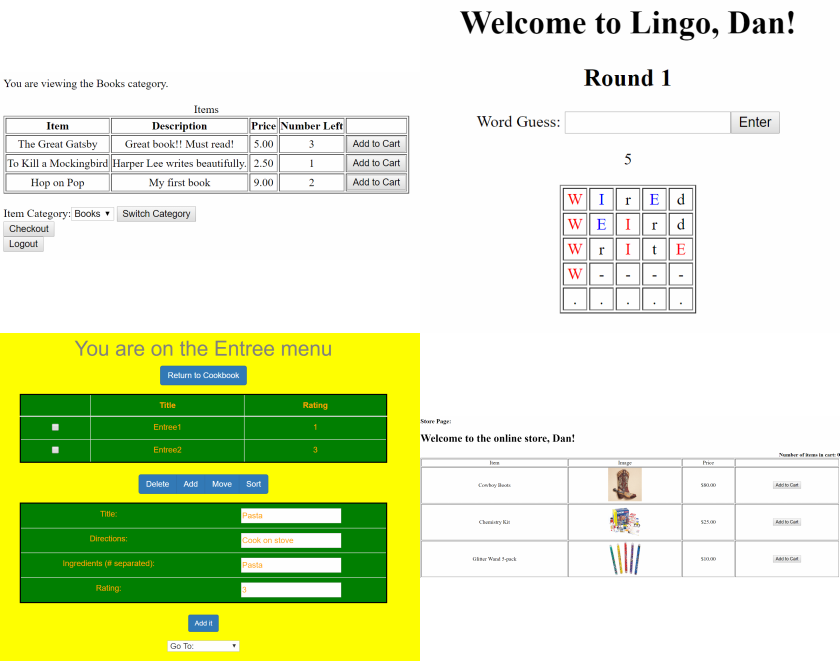 You are viewing the Books category.
Items
Item Description Price Number Left
The Great Gatsby Great book!! Must read! 5.00 3 Add to Cart
To Kill a Mockingbird Harper Lee writes beautifully. 2.50 1 Add to Cart
Hop on Pop My first book 9.00 2 Add to Cart
Item Category: Books Switch Category
Checkout
Logout
Welcome to Lingo, Dan!
Round 1
Word Guess: Enter
5
W I r E d
W E I r d
W r I t E
W - - - -
. . . . .
You are on the Entree menu
Return to Cookbook
Title Rating
Entree1 1
Entree2 3
Delete Add Move Sort
Title: Pasta
Directions: Cook on stove
Ingredients (# separated): Pasta
Rating: 3
Add it
Go To:
Store Page:
Welcome to the online store, Dan!
Number of items in cart: 0
Item Image Price
Cowboy Boots $80.00 Add to Cart
Chemistry Kit $25.00 Add to Cart
Glitter Wand 5-pack $10.00 Add to Cart